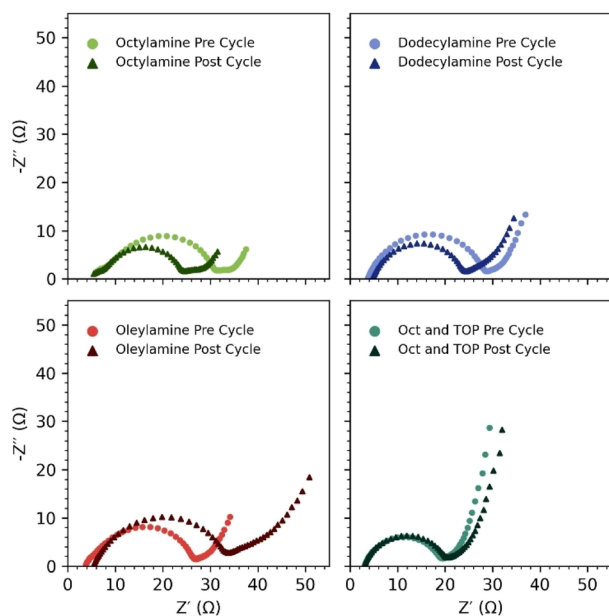 50
40
30
20
10
0
-Z′′ (Ω)
Octylamine Pre Cycle
Octylamine Post Cycle
Dodecylamine Pre Cycle
Dodecylamine Post Cycle
50
40
30
20
10
0
-Z′′ (Ω)
Oleylamine Pre Cycle
Oleylamine Post Cycle
Oct and TOP Pre Cycle
Oct and TOP Post Cycle
0 10 20 30 40 50
0 10 20 30 40 50
Z′ (Ω)
Z′ (Ω)